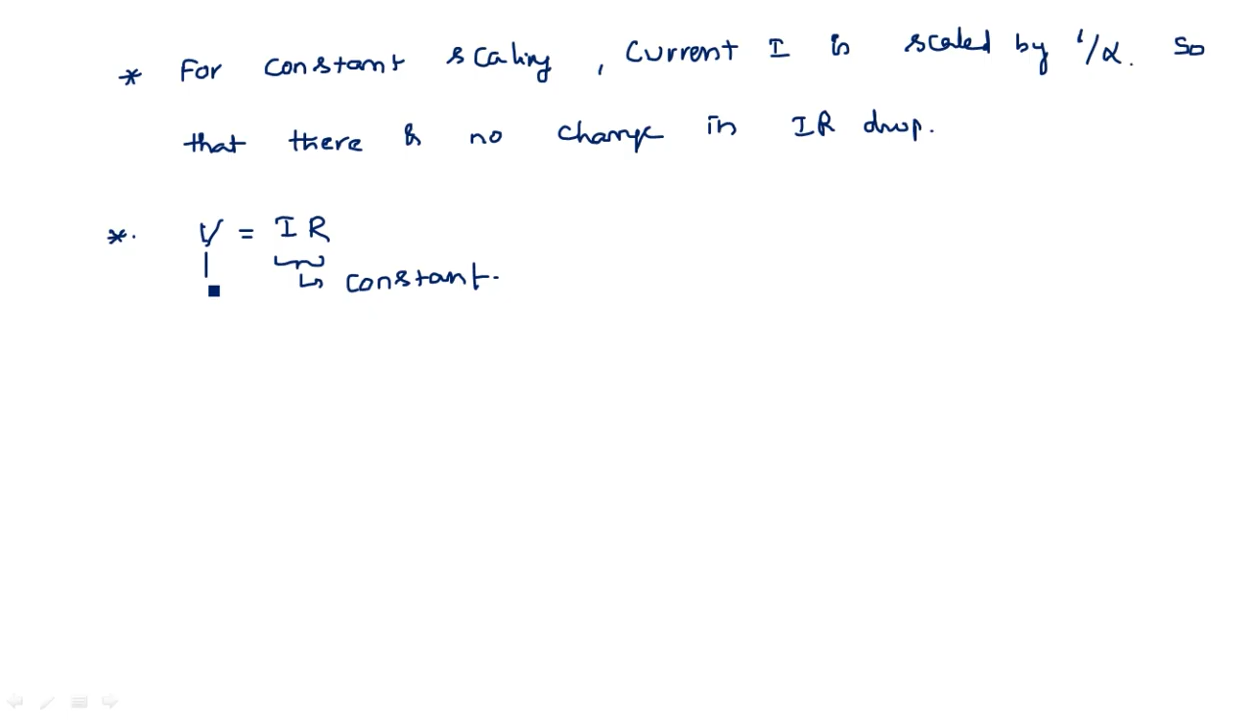 * For constant scaling, Current I is scaled by 1/α. So
that there is no change in IR drop.
*. V = IR
↳ constant.